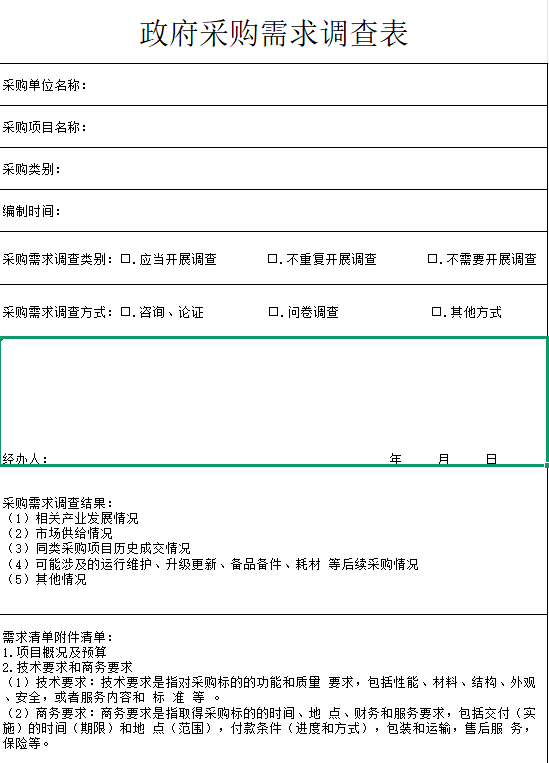 政府采购需求调查表
采购单位名称：
采购项目名称：
采购类别：
编制时间：
采购需求调查类别：□.应当开展调查 □.不重复开展调查 □.不需要开展调查
采购需求调查方式：□.咨询、论证 □.问卷调查 □.其他方式
经办人： 年 月 日
采购需求调查结果：
（1）相关产业发展情况
（2）市场供给情况
（3）同类采购项目历史成交情况
（4）可能涉及的运行维护、升级更新、备品备件、耗材 等后续采购情况
（5）其他情况
需求清单附件清单：
1.项目概况及预算
2.技术要求和商务要求
（1）技术要求：技术要求是指对采购标的的功能和质量 要求，包括性能、材料、结构、外观
、安全，或者服务内容和 标 准 等 。
（2）商务要求：商务要求是指取得采购标的的时间、地 点、财务和服务要求，包括交付（实
施）的时间（期限）和地 点（范围），付款条件（进度和方式），包装和运输，售后服 务，
保险等。